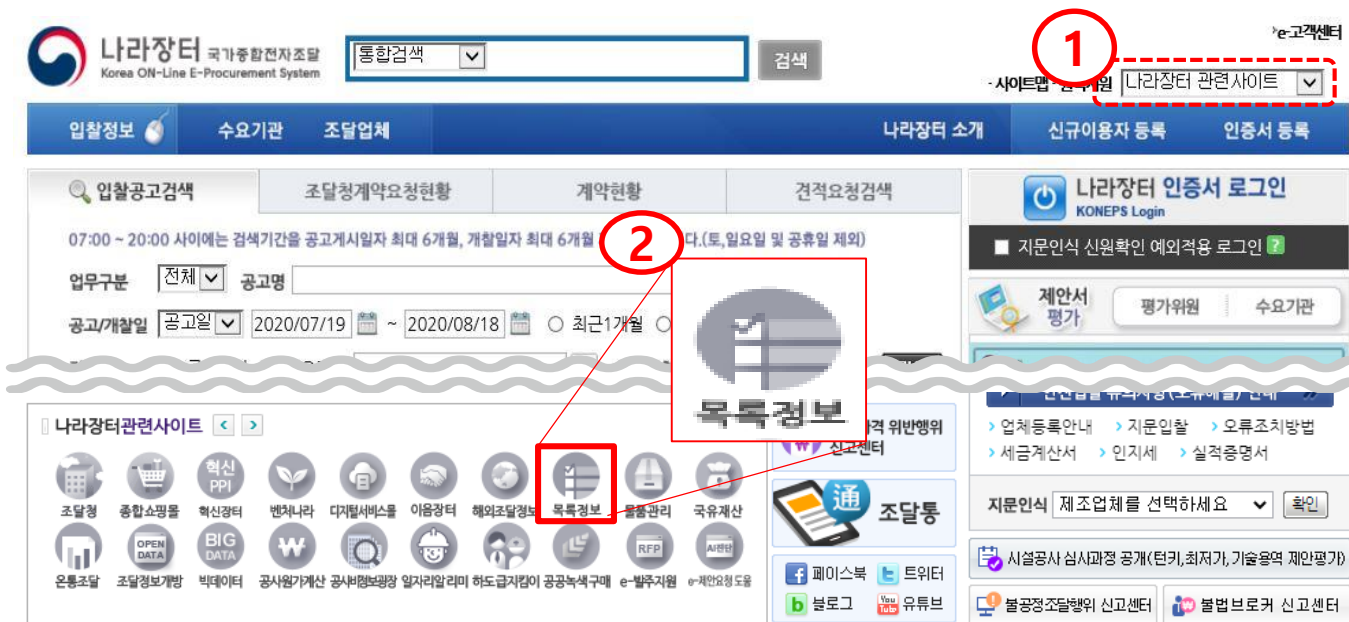 나라장터 국가종합전자조달
Korea ON-Line E-Procurement System
통합검색
검색
e-고객센터
1
사이트맵
나라장터 관련사이트
입찰정보 수요기관 조달업체 나라장터 소개 신규이용자 등록 인증서 등록
입찰공고검색 조달청계약요청현황 계약현황 견적요청검색
07:00 ~ 20:00 사이에는 검색기간을 공고게시일자 최대 6개월, 개찰일자 최대 6개월 다.(토,일요일 및 공휴일 제외)
2
업무구분 전체 공고명
공고/개찰일 공고일 2020/07/19 ~ 2020/08/18 최근1개월
목록정보
나라장터 인증서 로그인
KONEPS Login
지문인식 신원확인 예외적용 로그인 ?
제안서 평가 평가위원 수요기관
나라장터관련사이트 < >
혁신 PPI
조달청 종합쇼핑몰 혁신장터 벤처나라 디지털서비스몰 이음장터 해외조달정보 목록정보 물품관리 국유재산
OPEN DATA BIG DATA W RFP
온통조달 조달정보개방 빅데이터 공사원가계산 공사비정보광장 일자리알리미 하도급지킴이 공공녹색구매 e-발주지원 e-제안요청도움
위반행위
신고센터
通 조달통
페이스북 트위터
블로그 유튜브
업체등록안내 지문입찰 오류조치방법
세금계산서 인지세 실적증명서
지문인식 제조업체를 선택하세요 확인
시설공사 심사과정 공개(턴키,최저가,기술용역 제안평가)
불공정조달행위 신고센터 불법브로커 신고센터